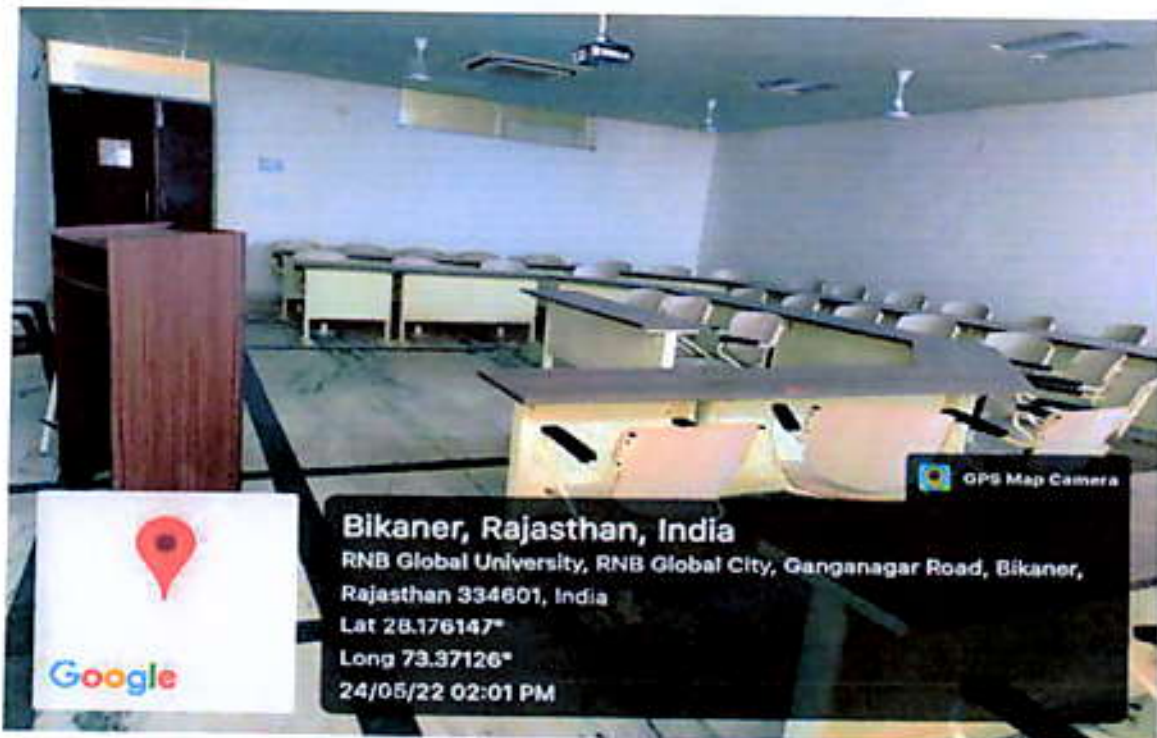 GPS Map Camera
Bikaner, Rajasthan, India
RNB Global University, RNB Global City, Ganganagar Road, Bikaner,
Rajasthan 334601, India
Lat 28.176147°
Long 73.37126°
24/05/22 02:01 PM
Google